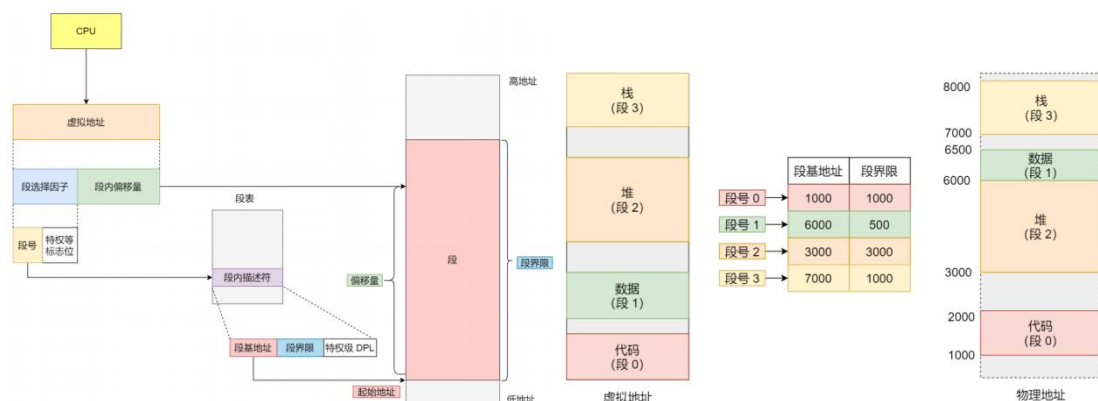 CPU
虚拟地址
段选择因子
段内偏移量
段号
特权等
标志位
段表
段内描述符
段基地址
段界限
特权级 DPL
起始地址
偏移量
段
段界限
高地址
低地址
栈
(段 3)
堆
(段 2)
数据
(段 1)
代码
(段 0)
虚拟地址
段基地址 段界限
段号 0 1000 1000
段号 1 6000 500
段号 2 3000 3000
段号 3 7000 1000
8000
栈
(段 3)
7000
6500
数据
(段 1)
6000
堆
(段 2)
3000
2000
代码
(段 0)
1000
物理地址